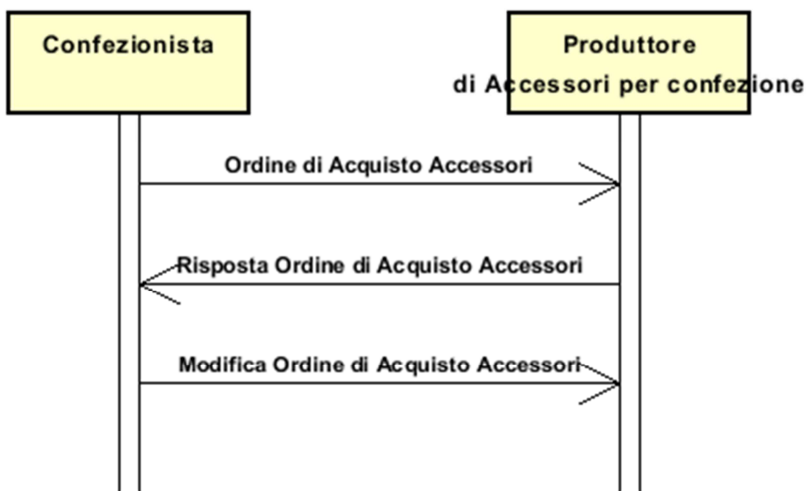 Confezionista
Produttore
di Accessori per confezione
Ordine di Acquisto Accessori
Risposta Ordine di Acquisto Accessori
Modifica Ordine di Acquisto Accessori